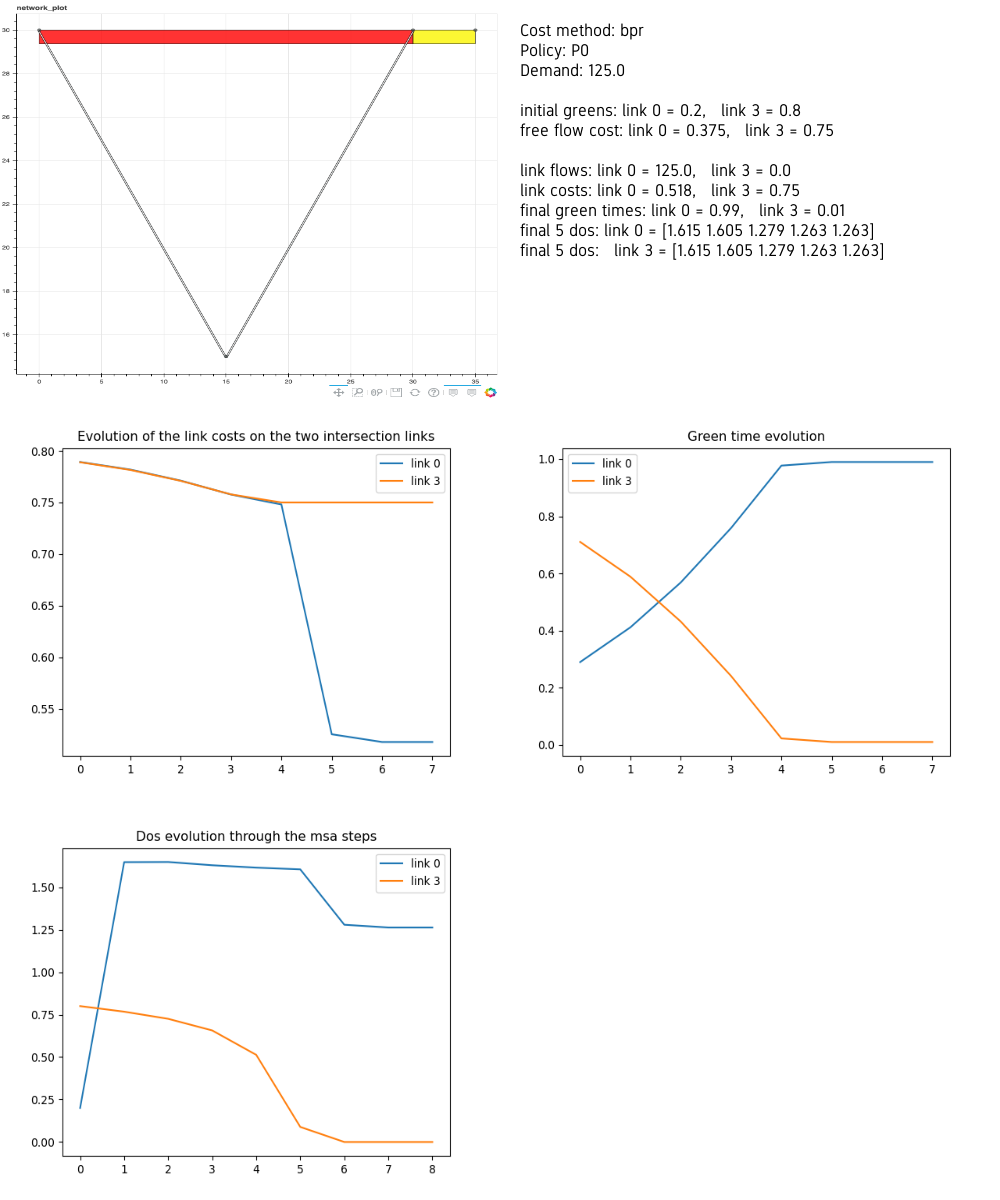 network_plot
30
28
26
24
22
20
18
16
0 5 10 15 20 25 30 35
Cost method: bpr
Policy: P0
Demand: 125.0
initial greens: link 0 = 0.2, link 3 = 0.8
free flow cost: link 0 = 0.375, link 3 = 0.75
link flows: link 0 = 125.0, link 3 = 0.0
link costs: link 0 = 0.518, link 3 = 0.75
final green times: link 0 = 0.99, link 3 = 0.01
final 5 dos: link 0 = [1.615 1.605 1.279 1.263 1.263]
final 5 dos: link 3 = [1.615 1.605 1.279 1.263 1.263]
Evolution of the link costs on the two intersection links
link 0
link 3
0.80
0.75
0.70
0.65
0.60
0.55
0 1 2 3 4 5 6 7
Green time evolution
link 0
link 3
1.0
0.8
0.6
0.4
0.2
0.0
0 1 2 3 4 5 6 7
Dos evolution through the msa steps
link 0
link 3
1.50
1.25
1.00
0.75
0.50
0.25
0.00
0 1 2 3 4 5 6 7 8